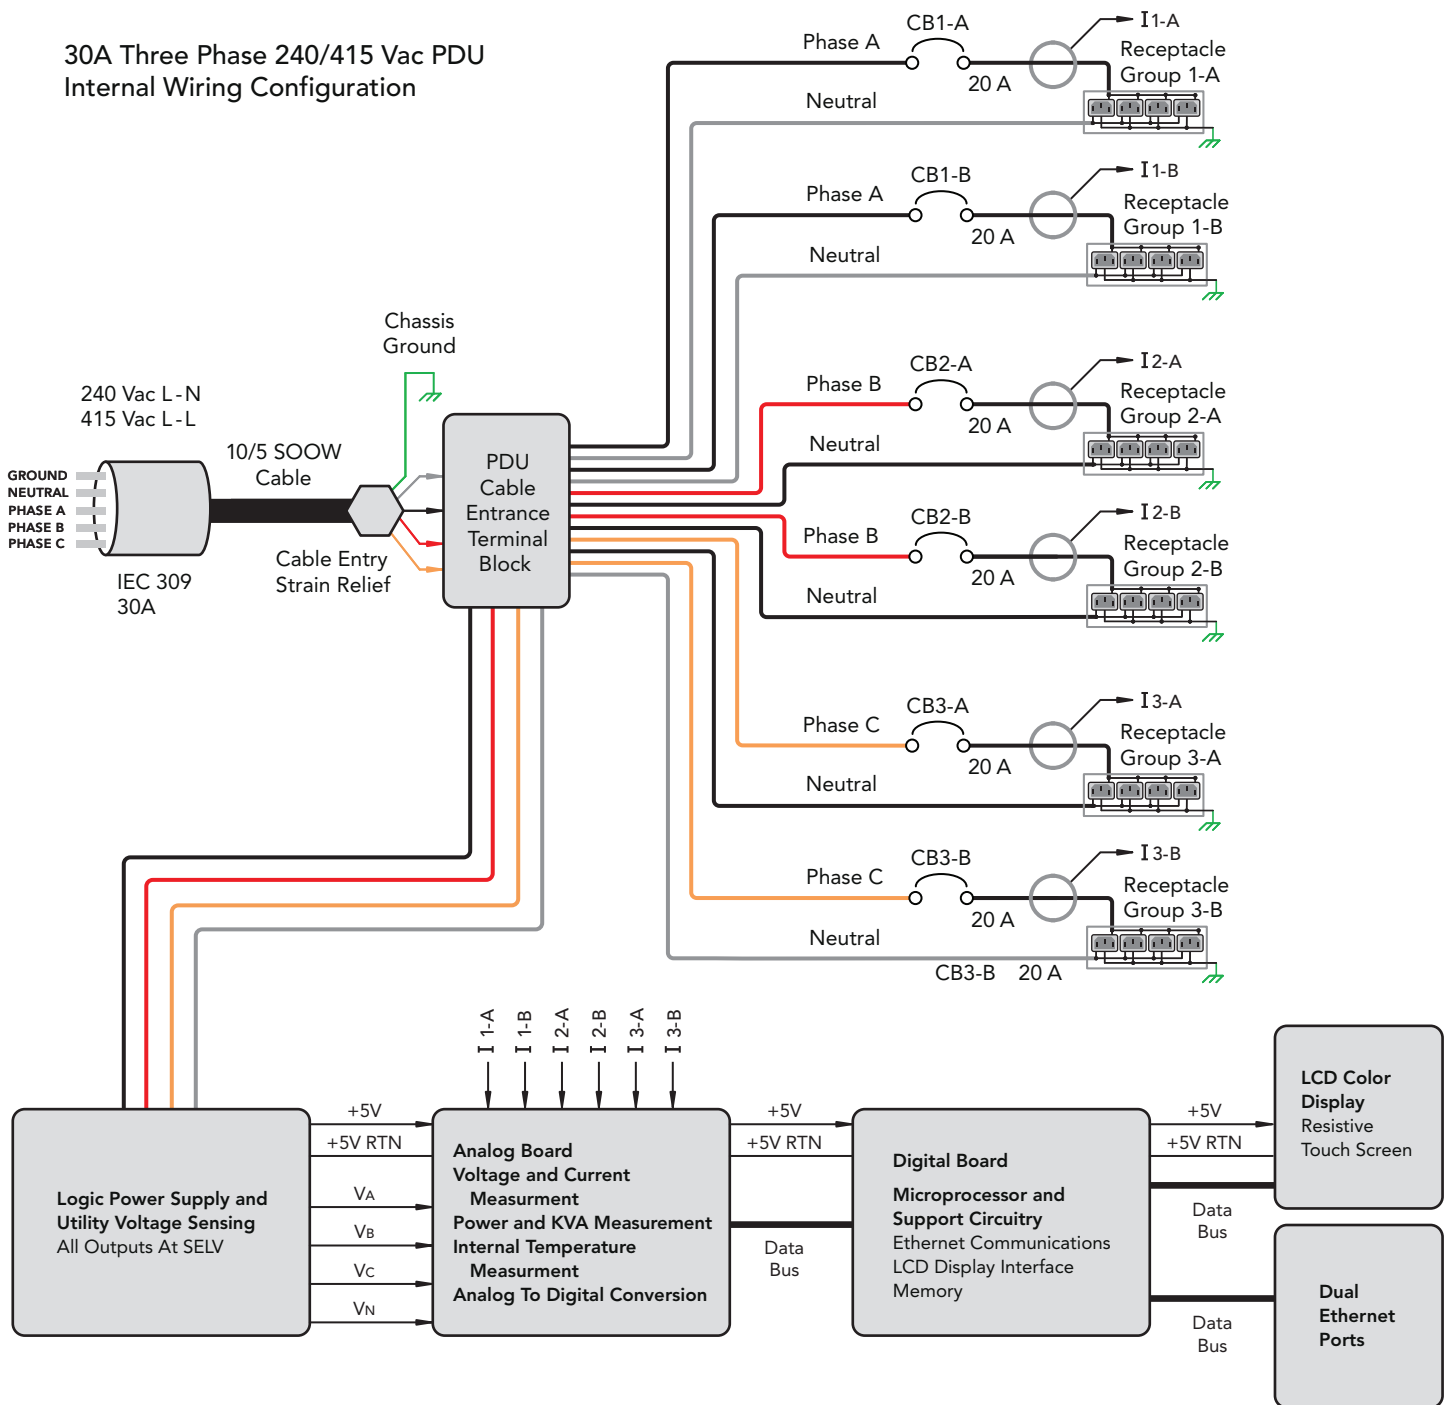 30A Three Phase 240/415 Vac PDU
Internal Wiring Configuration
Phase A
CB1-A
20 A
I 1-A
Receptacle
Group 1-A
Neutral
Phase A
CB1-B
20 A
I 1-B
Receptacle
Group 1-B
Neutral
Chassis
Ground
240 Vac L-N
415 Vac L-L
GROUND
NEUTRAL
PHASE A
PHASE B
PHASE C
IEC 309
30A
10/5 SOOW
Cable
Cable Entry
Strain Relief
PDU
Cable
Entrance
Terminal
Block
Phase B
CB2-A
20 A
I 2-A
Receptacle
Group 2-A
Neutral
Phase B
CB2-B
20 A
I 2-B
Receptacle
Group 2-B
Neutral
Phase C
CB3-A
20 A
I 3-A
Receptacle
Group 3-A
Neutral
Phase C
CB3-B
20 A
I 3-B
Receptacle
Group 3-B
Neutral
CB3-B 20 A
I 1-A
I 1-B
I 2-A
I 2-B
I 3-A
I 3-B
Logic Power Supply and
Utility Voltage Sensing
All Outputs At SELV
+5V
+5V RTN
VA
VB
VC
VN
Analog Board
Voltage and Current
Measurment
Power and KVA Measurement
Internal Temperature
Measurment
Analog To Digital Conversion
+5V
+5V RTN
Data
Bus
Digital Board
Microprocessor and
Support Circuitry
Ethernet Communications
LCD Display Interface
Memory
+5V
+5V RTN
Data
Bus
Data
Bus
LCD Color
Display
Resistive
Touch Screen
Dual
Ethernet
Ports